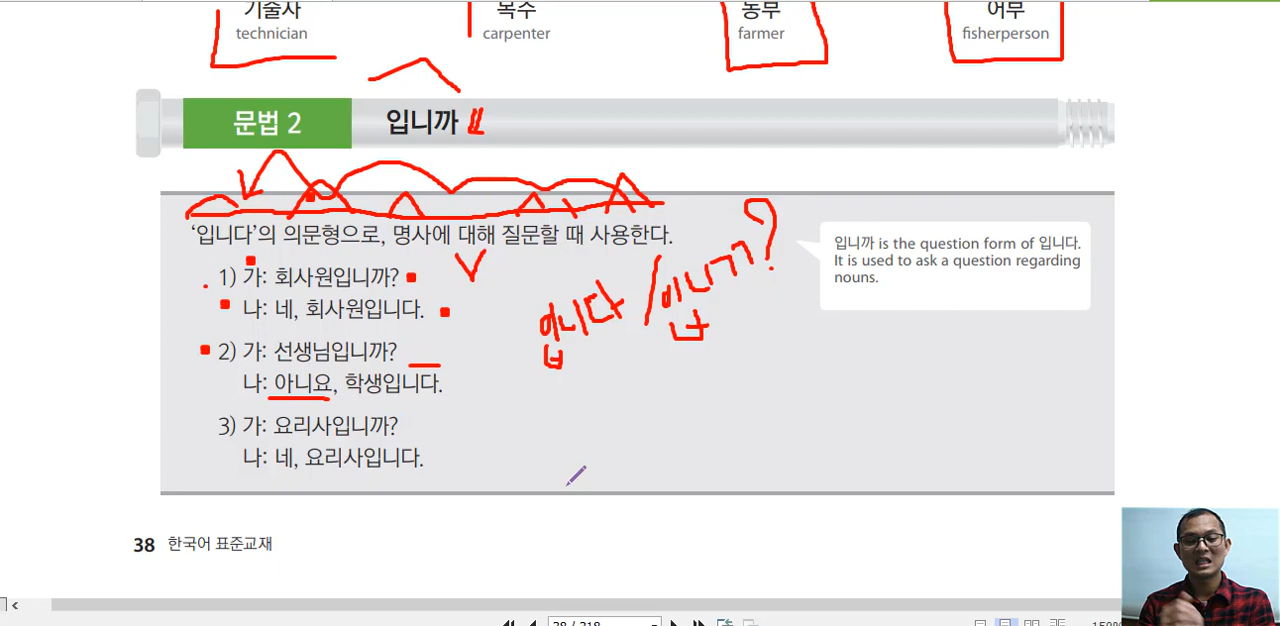 기술사 목수 농부 어부
technician carpenter farmer fisherperson
문법 2 입니까
‘입니다’의 의문형으로, 명사에 대해 질문할 때 사용한다.
1) 가: 회사원입니까?
나: 네, 회사원입니다.
2) 가: 선생님입니까?
나: 아니요, 학생입니다.
3) 가: 요리사입니까?
나: 네, 요리사입니다.
입니다 / 입니까?
입니까 is the question form of 입니다.
It is used to ask a question regarding
nouns.
38 한국어 표준교재
38 / 318
150%